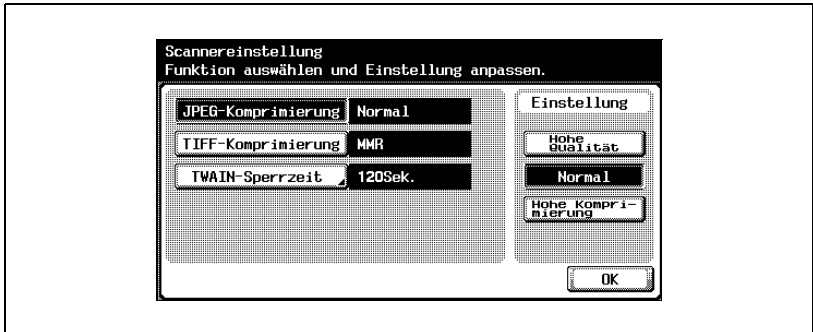 Scannereinstellung
Funktion auswählen und Einstellung anpassen.
JPEG-Komprimierung Normal
TIFF-Komprimierung MMR
TWAIN-Sperrzeit 120Sek.
Einstellung
Hohe
Qualität
Normal
Hohe Kompri-
mierung
OK